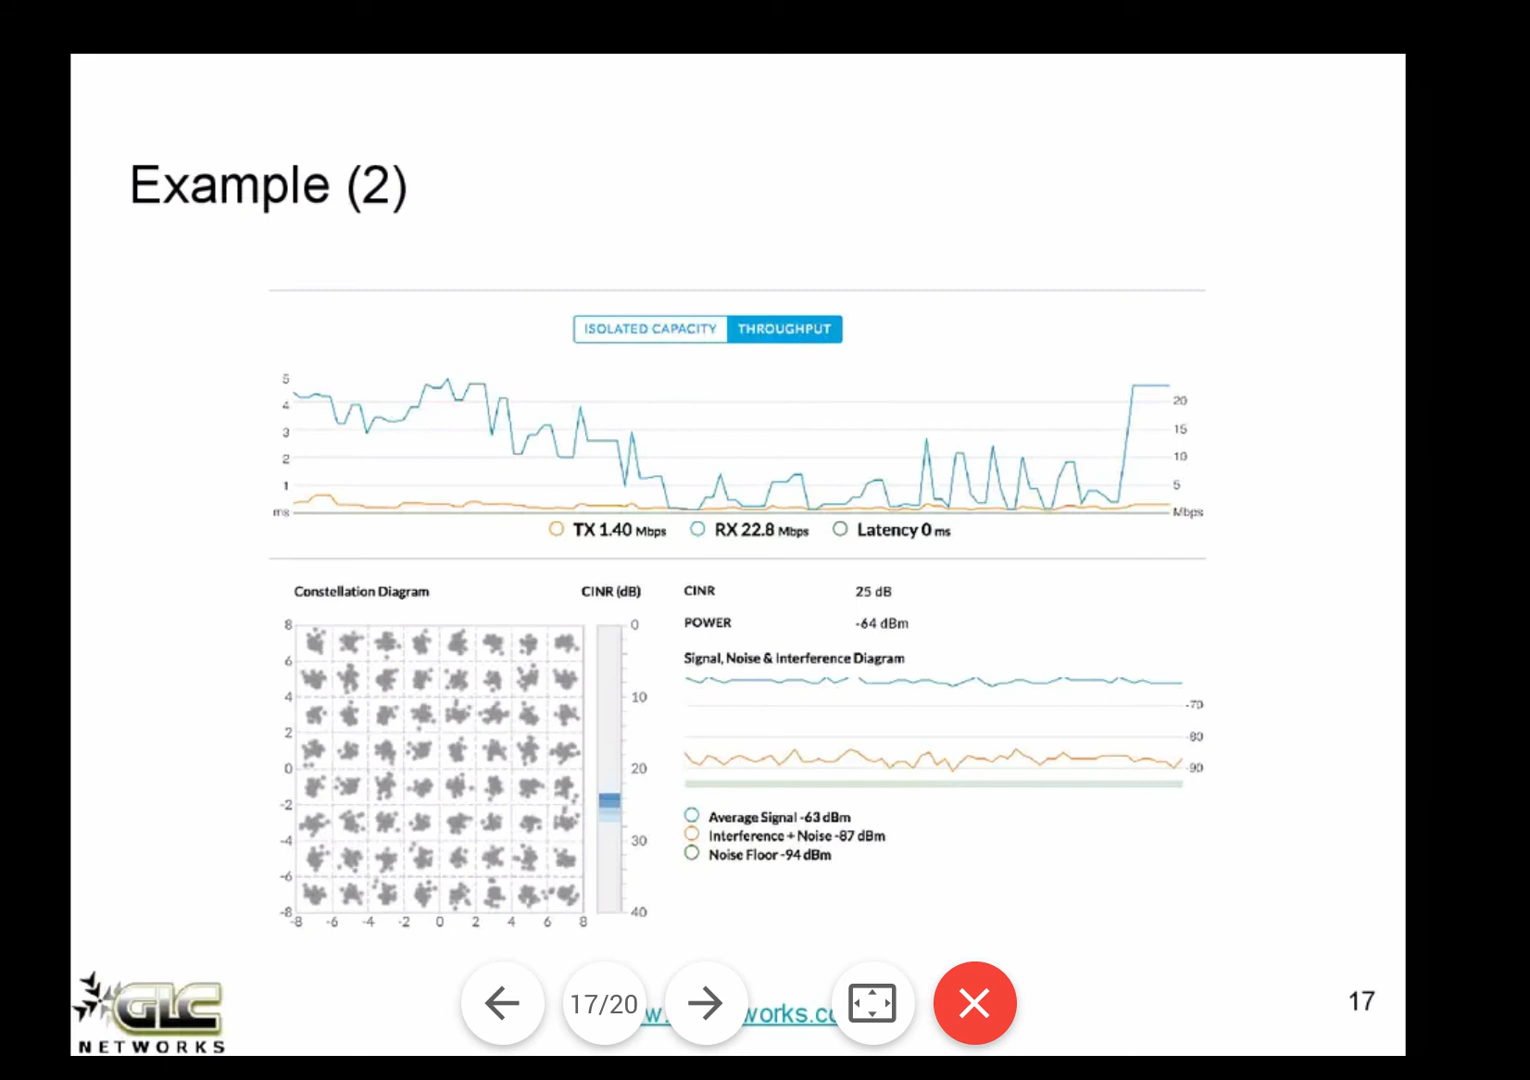 Example (2)
ISOLATED CAPACITY THROUGHPUT
5
4
3
2
1
ms
20
15
10
5
Mbps
TX 1.40 Mbps RX 22.8 Mbps Latency 0 ms
Constellation Diagram
8
6
4
2
0
-2
-4
-6
-8
-8 -6 -4 -2 0 2 4 6 8
CINR (dB)
0
10
20
30
40
CINR 25 dB
POWER -64 dBm
Signal, Noise & Interference Diagram
-70
-80
-90
Average Signal -63 dBm
Interference + Noise -87 dBm
Noise Floor -94 dBm
GLC
NETWORKS
17/20
17